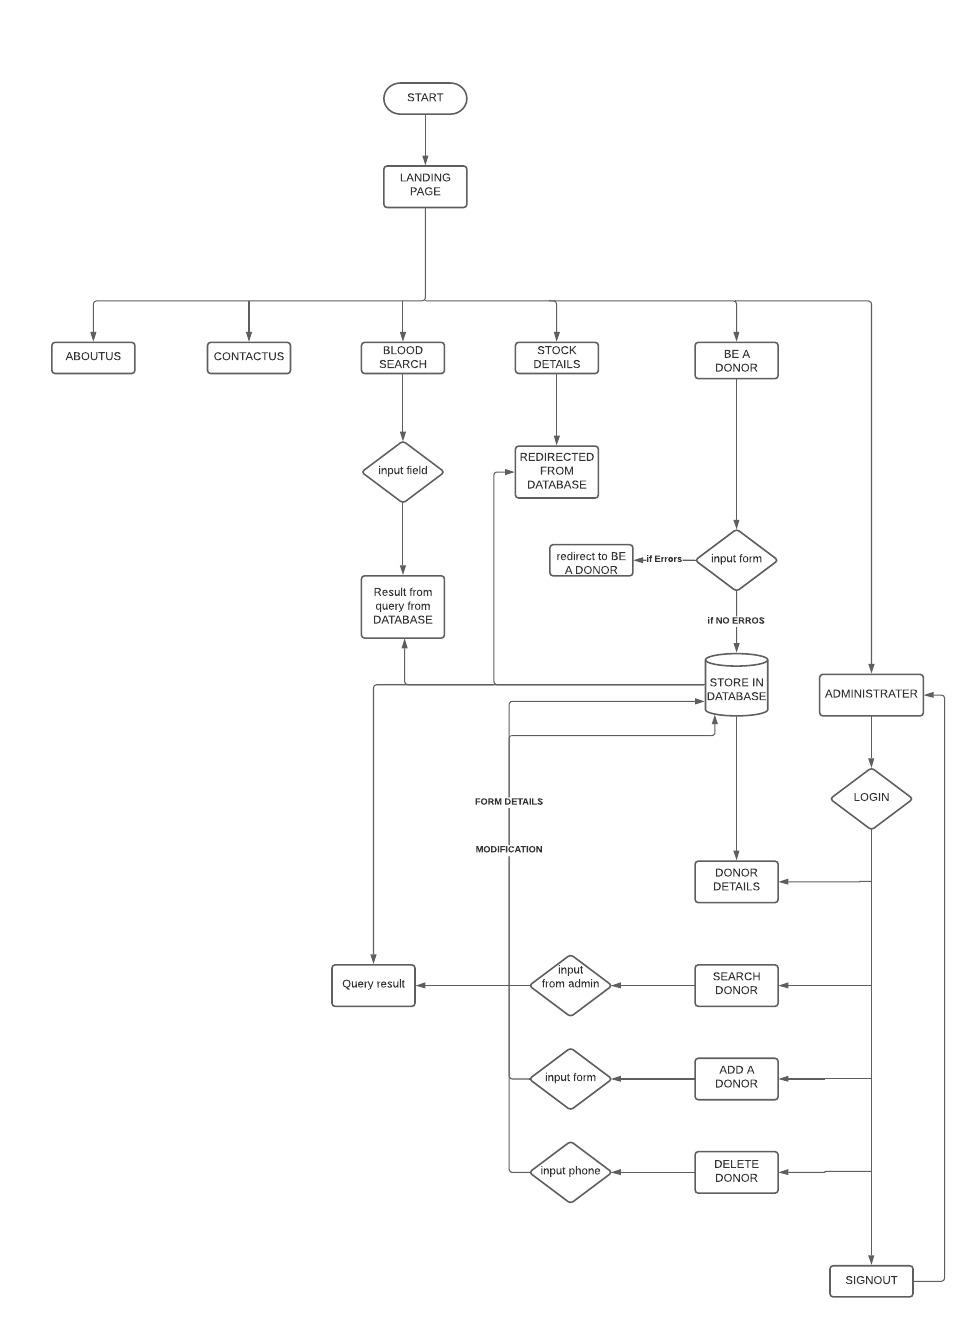 START
LANDING
PAGE
ABOUTUS
CONTACTUS
BLOOD
SEARCH
STOCK
DETAILS
BE A
DONOR
input field
REDIRECTED
FROM
DATABASE
redirect to BE
A DONOR
if Errors
input form
Result from
query from
DATABASE
if NO ERROS
STORE IN
DATABASE
ADMINISTRATER
LOGIN
FORM DETAILS
MODIFICATION
DONOR
DETAILS
Query result
input
from admin
SEARCH
DONOR
input form
ADD A
DONOR
input phone
DELETE
DONOR
SIGNOUT